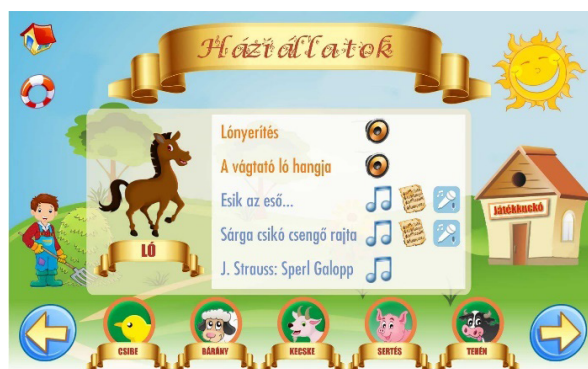 Háziállatok
Lónyerítés
A vágtató ló hangja
Esik az eső...
Sárga csikó csengő rajta
J. Strauss: Sperl Galopp
LÓ
Játékkuckó
CSIBE
BÁRÁNY
KECSKE
SERTÉS
TEHÉN